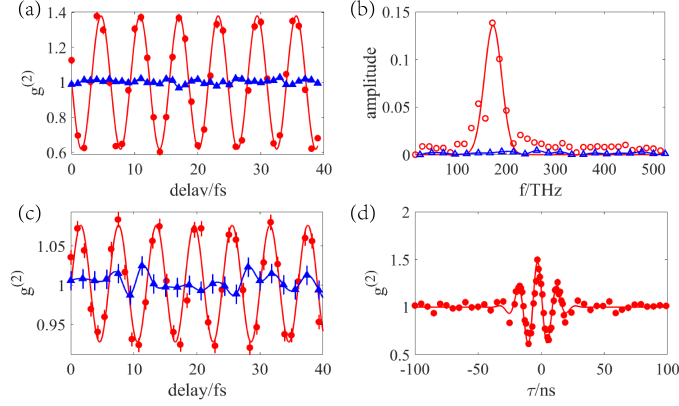 (a)
1.4
1.2
1
0.8
0.6
g(2)
0 10 20 30 40
delay/fs
(b)
0.15
0.1
0.05
0
amplitude
100 200 300 400 500
f/THz
(c)
1.05
1
0.95
g(2)
0 10 20 30 40
delay/fs
(d)
2
1.5
1
0.5
g(2)
-100 -50 0 50 100
τ/ns